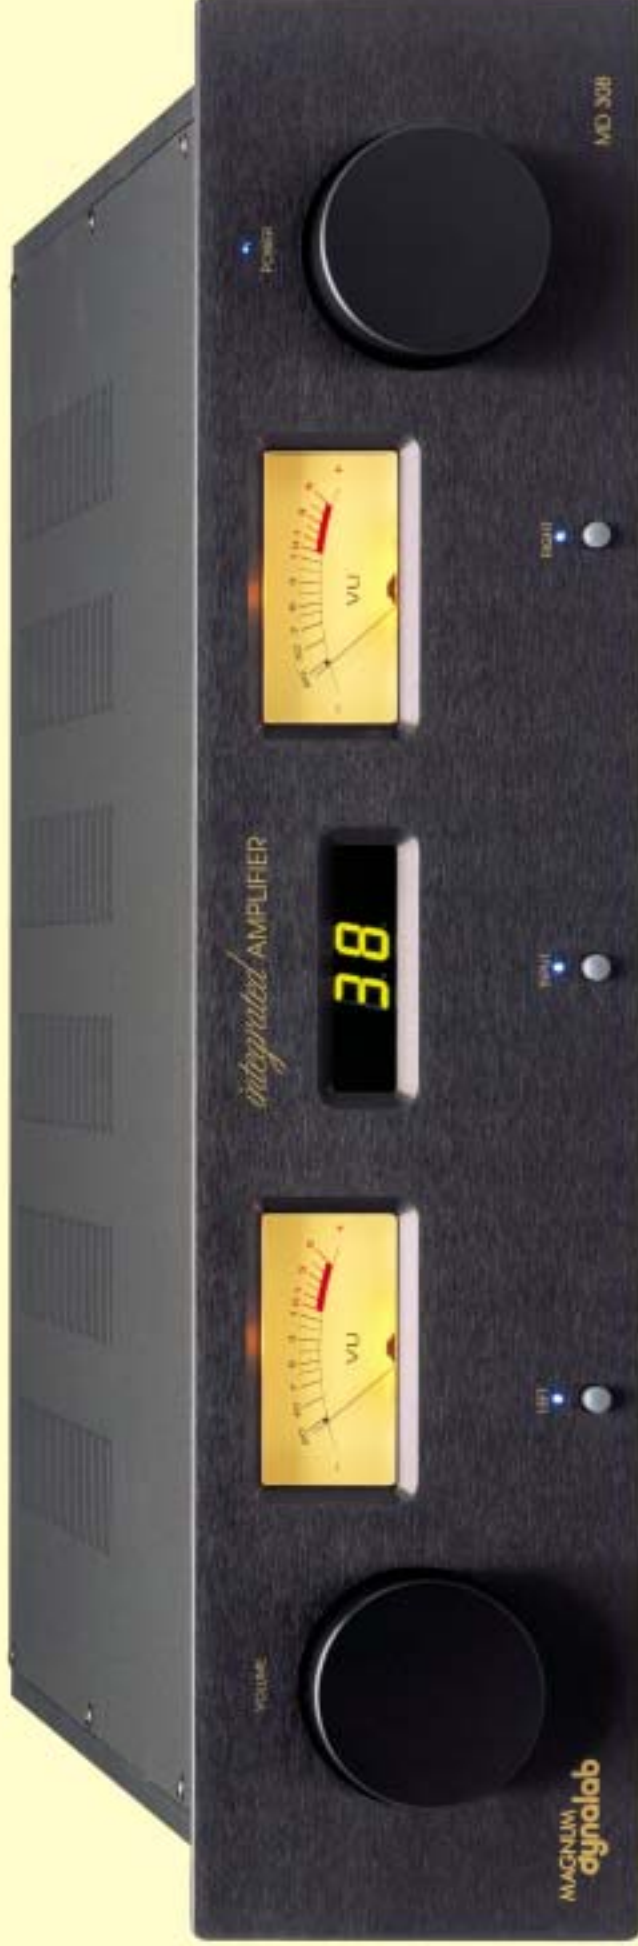 VOLUME
VU
integrated AMPLIFIER
38
VU
POWER
MAGNUM
dynalab
LEFT
RIGHT
MD 308